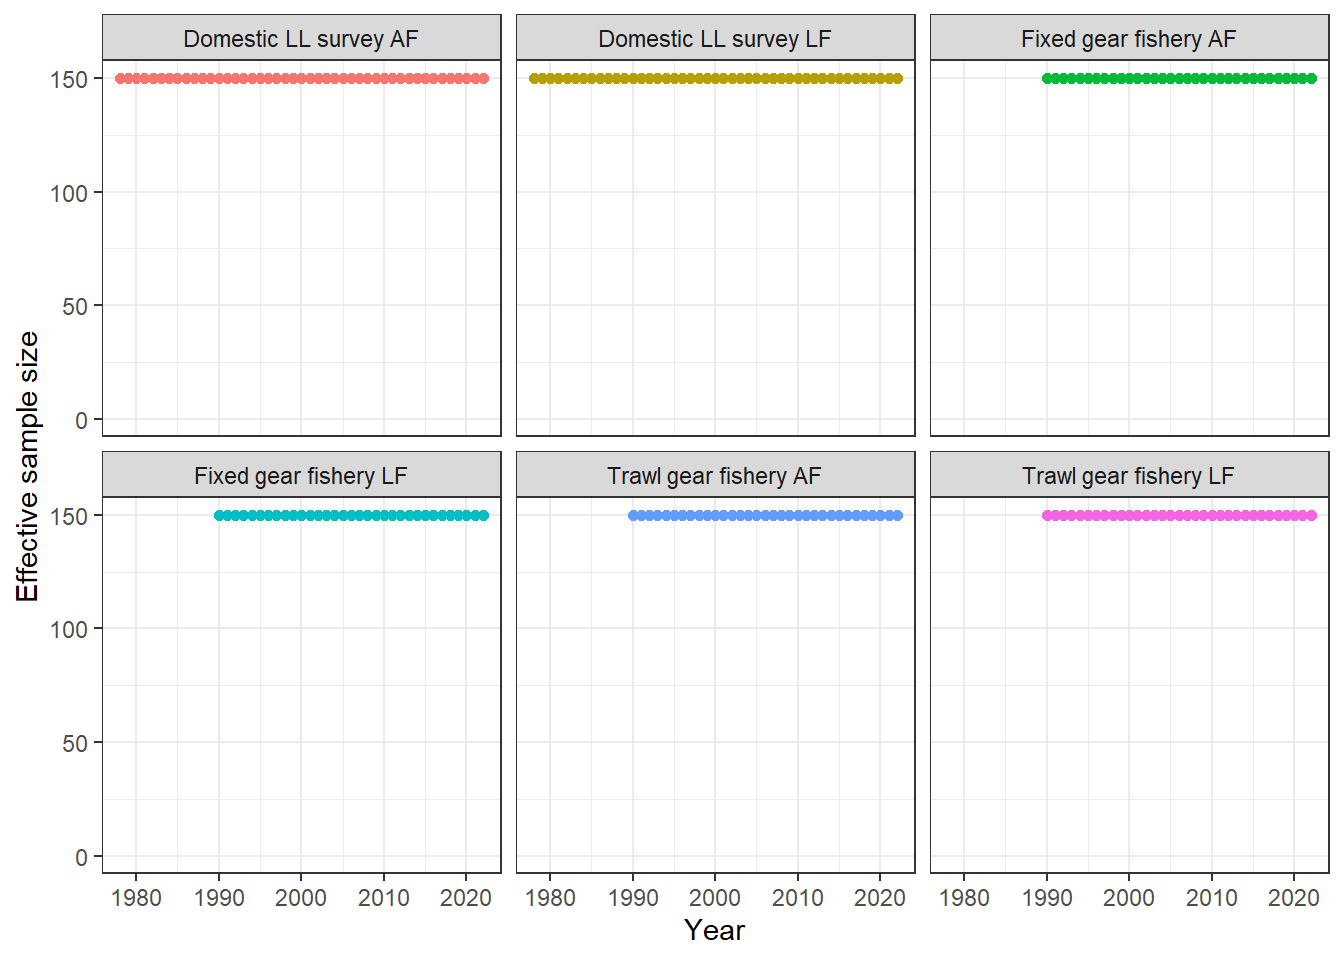 Domestic LL survey AF
Domestic LL survey LF
Fixed gear fishery AF
150
100
50
0
Fixed gear fishery LF
Trawl gear fishery AF
Trawl gear fishery LF
150
100
50
0
Effective sample size
1980 1990 2000 2010 2020
1980 1990 2000 2010 2020
1980 1990 2000 2010 2020
Year